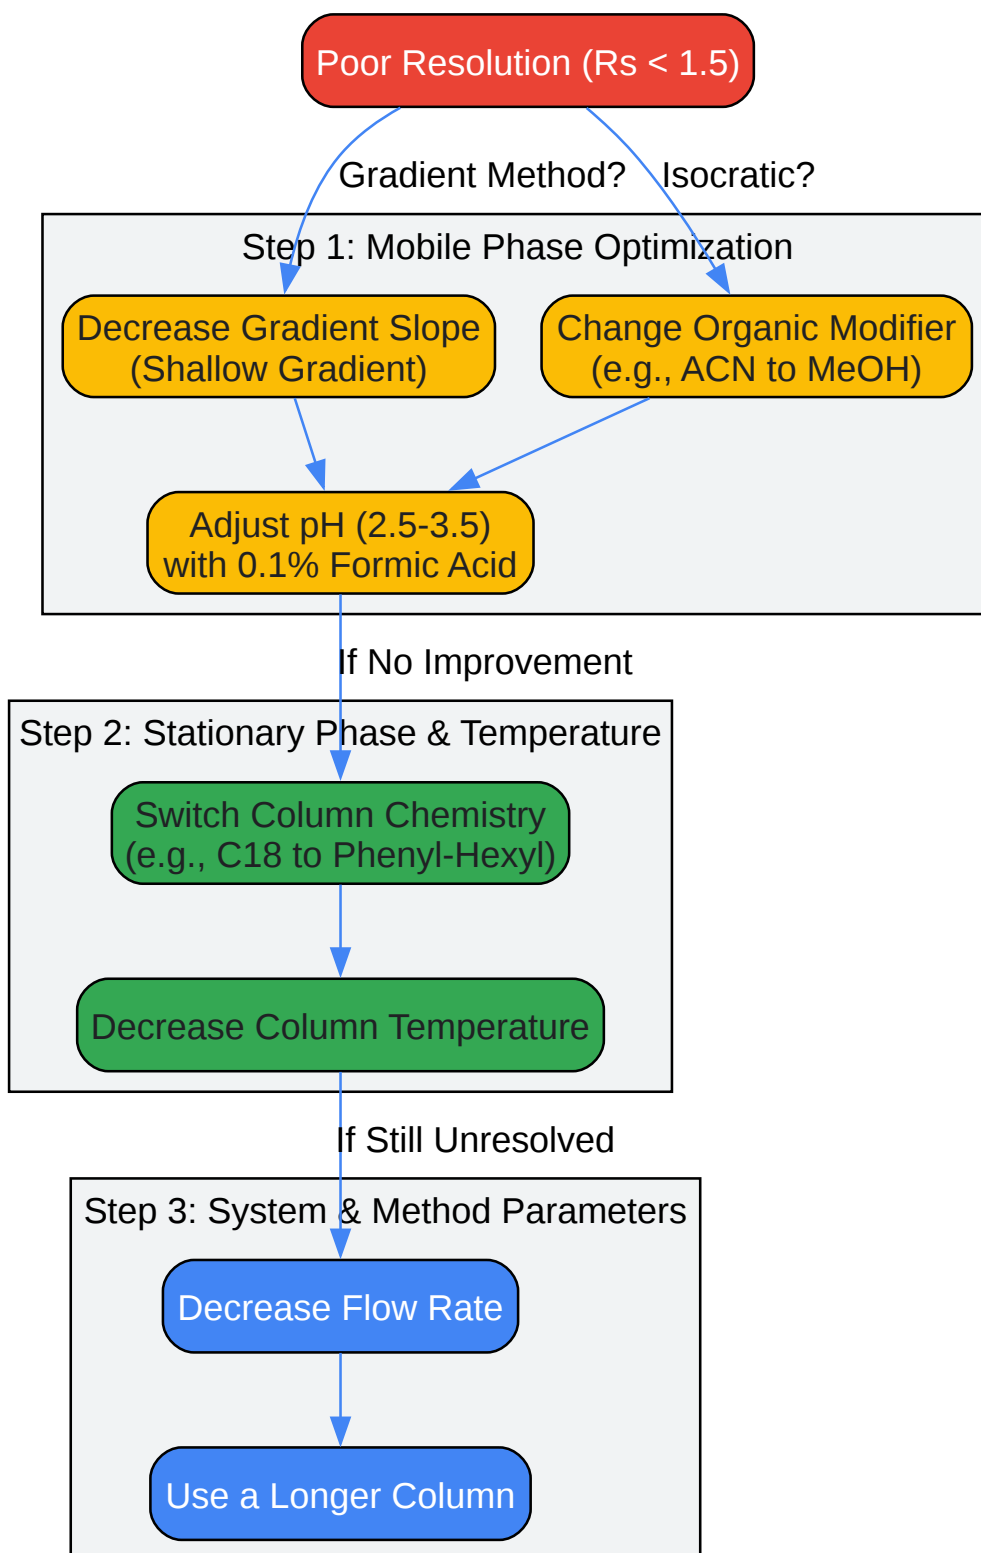 Poor Resolution (Rs < 1.5)
Gradient Method?
Isocratic?
Step 1: Mobile Phase Optimization
Decrease Gradient Slope
(Shallow Gradient)
Change Organic Modifier
(e.g., ACN to MeOH)
Adjust pH (2.5-3.5)
with 0.1% Formic Acid
If No Improvement
Step 2: Stationary Phase & Temperature
Switch Column Chemistry
(e.g., C18 to Phenyl-Hexyl)
Decrease Column Temperature
If Still Unresolved
Step 3: System & Method Parameters
Decrease Flow Rate
Use a Longer Column